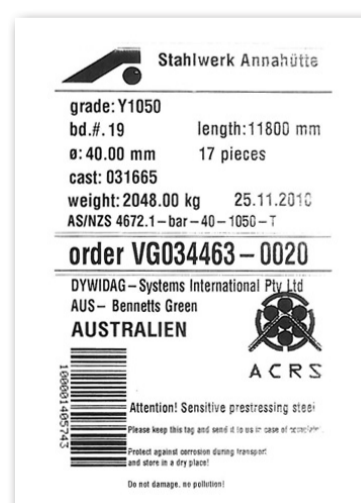 Stahlwerk Annahütte
grade: Y1050
bd.#. 19 length: 11800 mm
ø: 40.00 mm 17 pieces
cast: 031665
weight: 2048.00 kg 25.11.2010
AS/NZS 4672.1-bar-40-1050-T
order VG034463-0020
DYWIDAG-Systems International Pty Ltd
AUS- Bennetts Green
AUSTRALIEN
ACRS
100001405743
Attention! Sensitive prestressing steel
Please keep this tag and send it to us in case of
Protect against corrosion during transport
and store in a dry place!
Do not damage, no pollution!